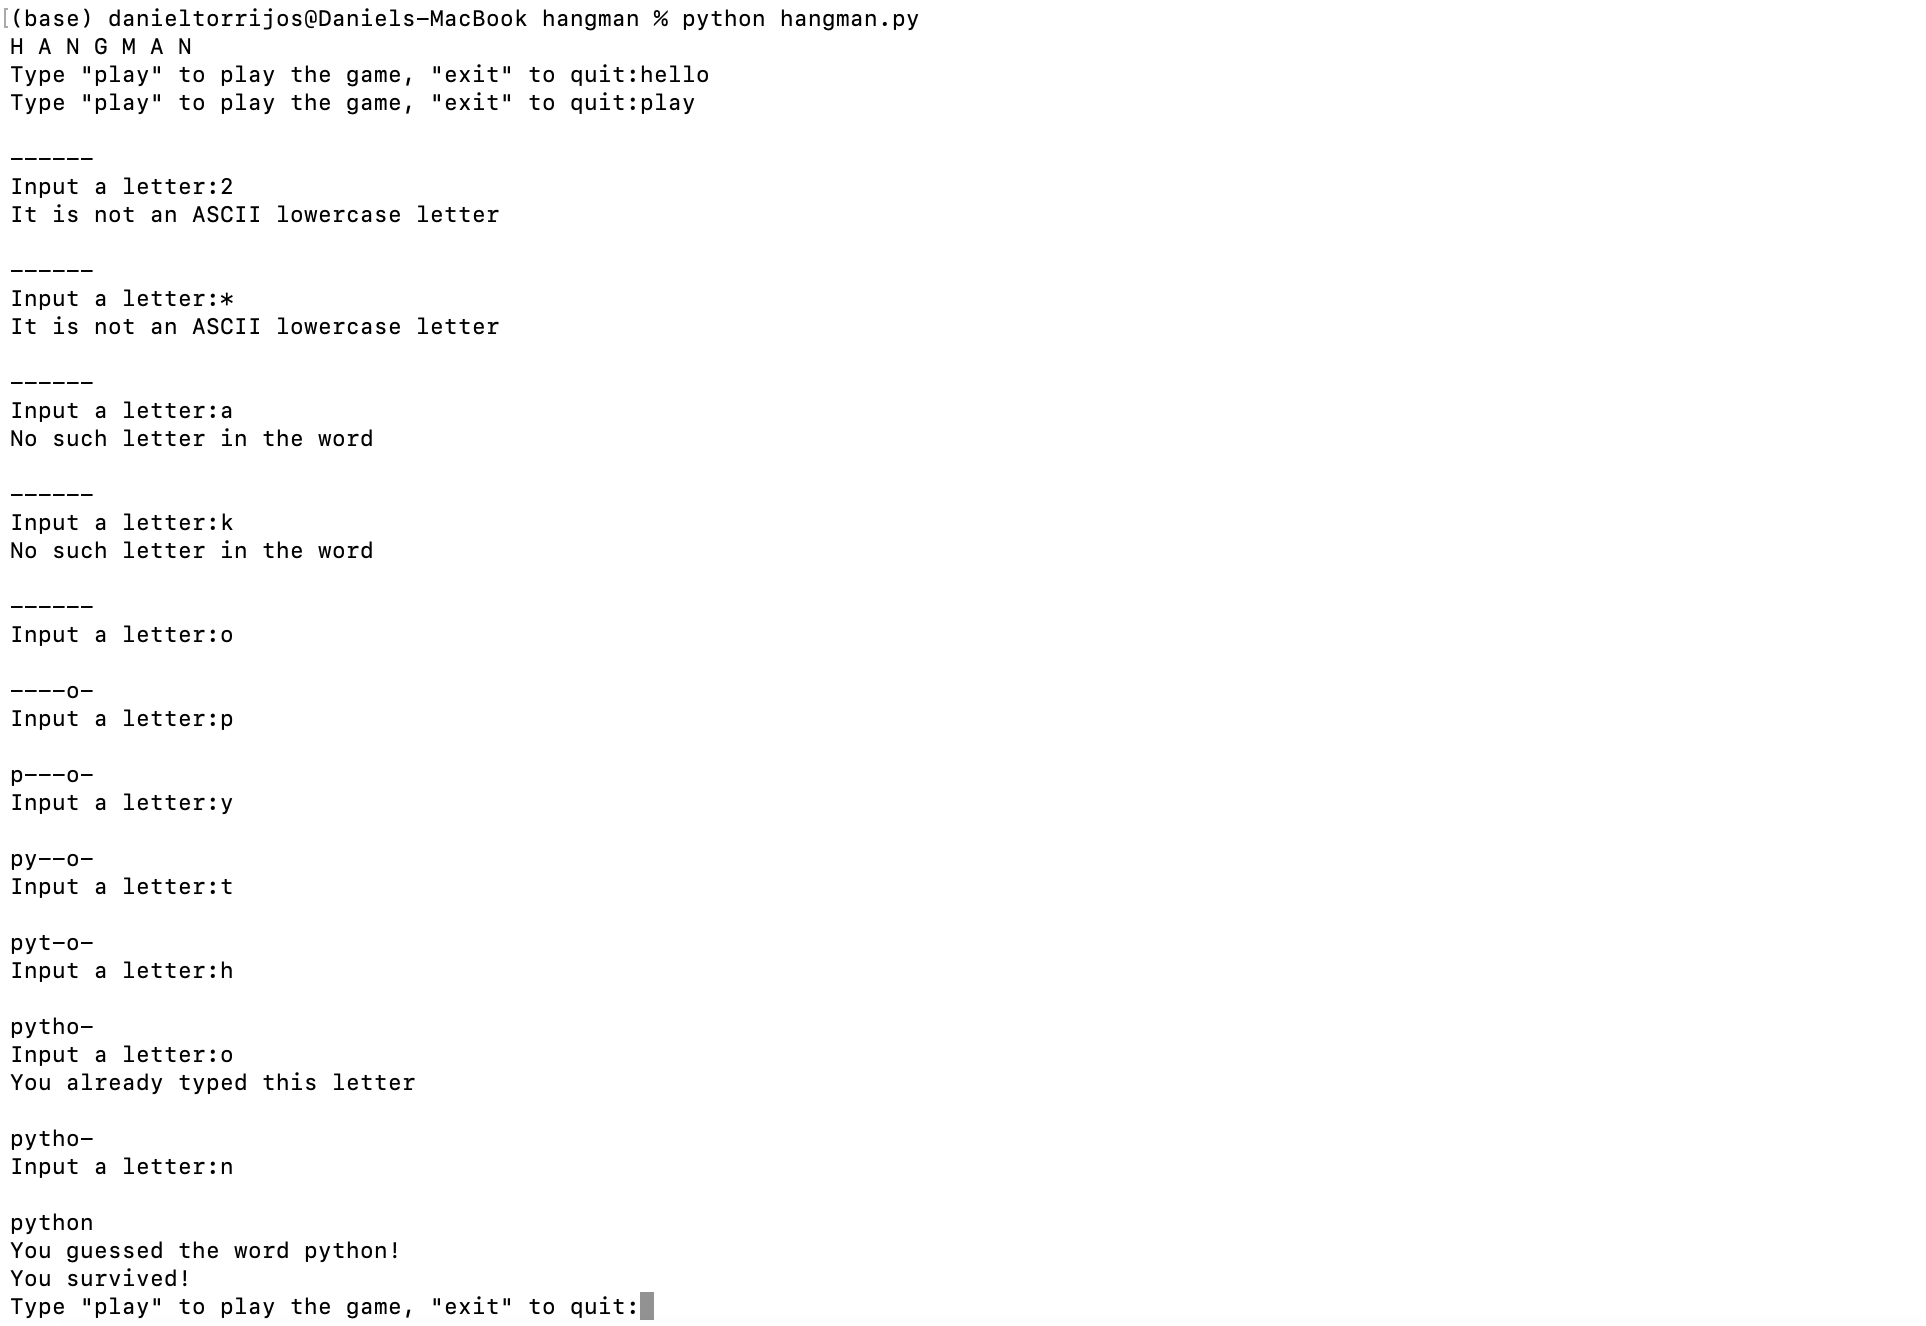 (base) danieltorrijos@Daniels-MacBook hangman % python hangman.py
H A N G M A N
Type "play" to play the game, "exit" to quit:hello
Type "play" to play the game, "exit" to quit:play

------
Input a letter:2
It is not an ASCII lowercase letter

------
Input a letter:*
It is not an ASCII lowercase letter

------
Input a letter:a
No such letter in the word

------
Input a letter:k
No such letter in the word

------
Input a letter:o

----o-
Input a letter:p

p---o-
Input a letter:y

py--o-
Input a letter:t

pyt-o-
Input a letter:h

pytho-
Input a letter:o
You already typed this letter

pytho-
Input a letter:n

python
You guessed the word python!
You survived!
Type "play" to play the game, "exit" to quit: